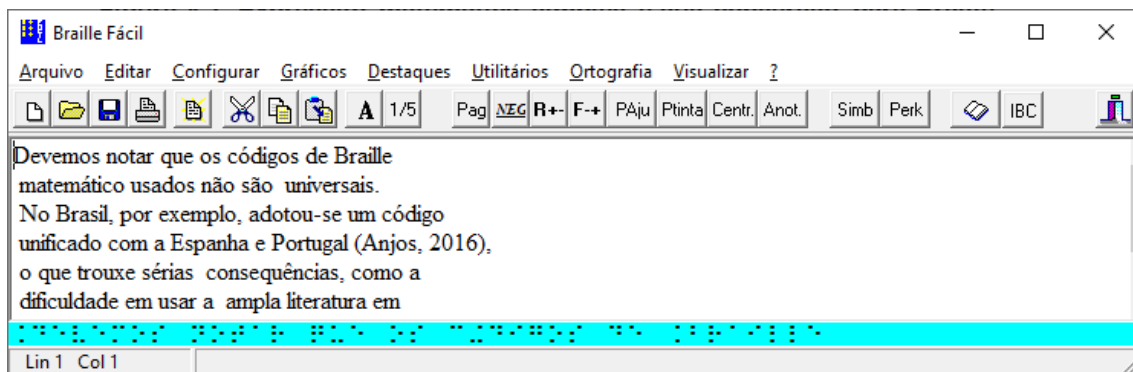 Braille Fácil
Arquivo Editar Configurar Gráficos Destaques Utilitários Ortografia Visualizar ?
A 1/5 Pag NEG R+- F-+ PAju Ptinta Centr. Anot. Simb Perk IBC
Devemos notar que os códigos de Braille
matemático usados não são  universais.
No Brasil, por exemplo, adotou-se um código
unificado com a Espanha e Portugal (Anjos, 2016),
o que trouxe sérias  consequências, como a
dificuldade em usar a  ampla literatura em
⠨⠙⠑⠧⠑⠍⠕⠎ ⠝⠕⠞⠁⠗ ⠟⠥⠑ ⠕⠎ ⠉⠬⠙⠊⠛⠕⠎ ⠙⠑ ⠨⠃⠗⠁⠊⠇⠇⠑
Lin 1 Col 1